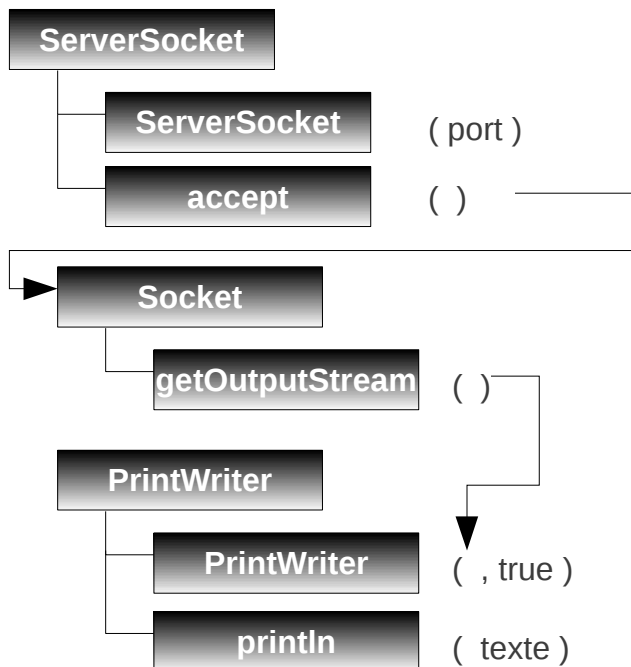 ServerSocket
ServerSocket ( port )
accept ( )
Socket
getOutputStream ( )
PrintWriter
PrintWriter ( , true )
println ( texte )